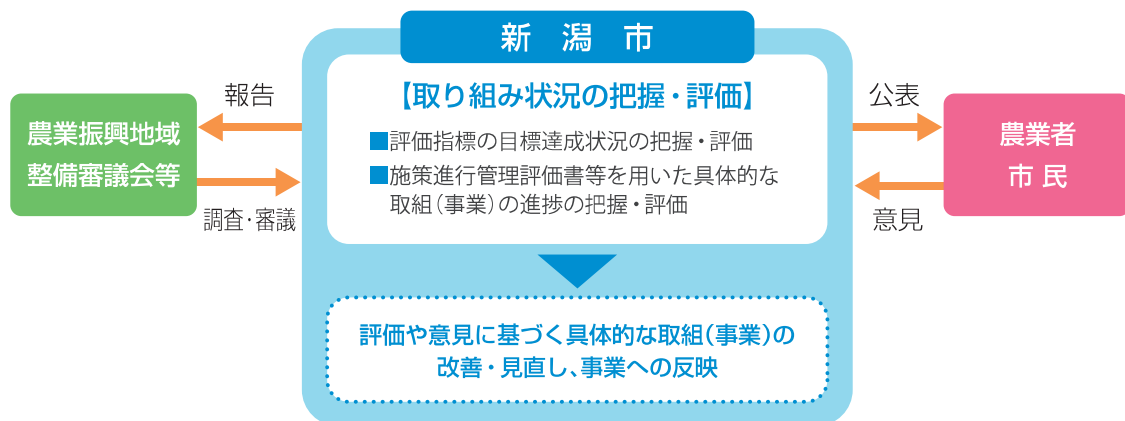 新潟市
【取り組み状況の把握・評価】
■評価指標の目標達成状況の把握・評価
■施策進行管理評価書等を用いた具体的な
取組（事業）の進捗の把握・評価
報告
農業振興地域
整備審議会等
調査・審議
公表
農業者
市民
意見
評価や意見に基づく具体的な取組（事業）の
改善・見直し、事業への反映